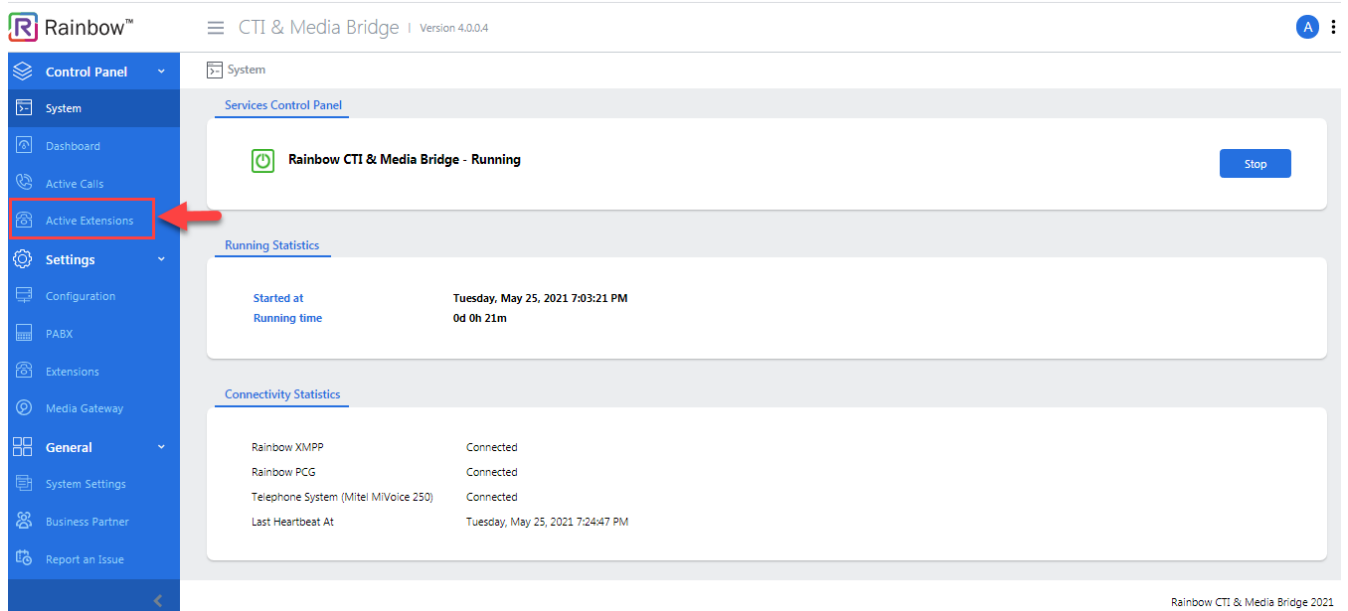 Rainbow™
CTI & Media Bridge | Version 4.0.0.4
A
Control Panel
System
Dashboard
Active Calls
Active Extensions
Settings
Configuration
PABX
Extensions
Media Gateway
General
System Settings
Business Partner
Report an Issue
System
Services Control Panel
Rainbow CTI & Media Bridge - Running
Stop
Running Statistics
Started at Tuesday, May 25, 2021 7:03:21 PM
Running time 0d 0h 21m
Connectivity Statistics
Rainbow XMPP Connected
Rainbow PCG Connected
Telephone System (Mitel MiVoice 250) Connected
Last Heartbeat At Tuesday, May 25, 2021 7:24:47 PM
Rainbow CTI & Media Bridge 2021